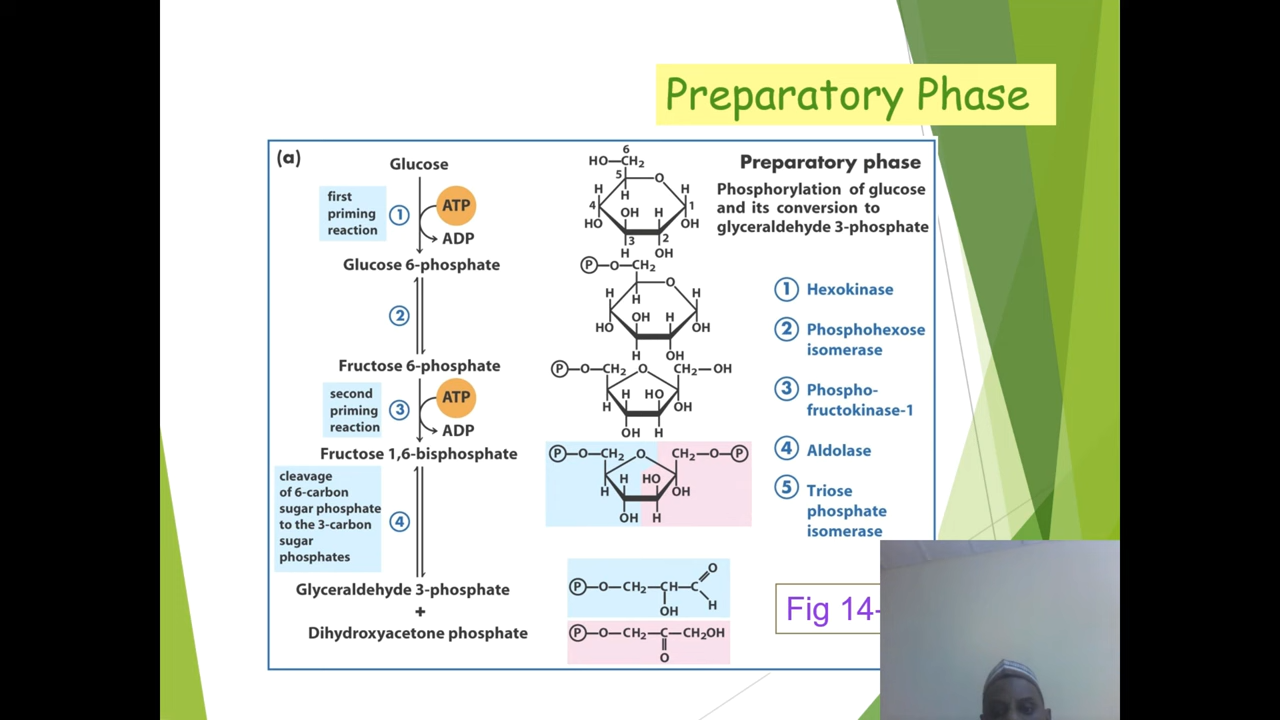 Preparatory Phase
(a)
Glucose
first
priming
reaction
1
ATP
ADP
Glucose 6-phosphate
2
Fructose 6-phosphate
second
priming
reaction
3
ATP
ADP
Fructose 1,6-bisphosphate
cleavage
of 6-carbon
sugar phosphate
to the 3-carbon
sugar
phosphates
4
Glyceraldehyde 3-phosphate
+
Dihydroxyacetone phosphate
6
HO—CH₂
5
O
H
H
H
4
OH
H
1
HO
OH
3
2
H
OH
P—O—CH₂
O
H
H
H
OH
H
HO
OH
H
OH
P—O—CH₂
O
CH₂—OH
H
HO
H
OH
OH
H
P—O—CH₂
O
CH₂—O—P
H
HO
H
OH
OH
H
O
P—O—CH₂—CH—C
OH
H
P—O—CH₂—C—CH₂OH
O
Preparatory phase
Phosphorylation of glucose
and its conversion to
glyceraldehyde 3-phosphate
1 Hexokinase
2 Phosphohexose
isomerase
3 Phospho-
fructokinase-1
4 Aldolase
5 Triose
phosphate
isomerase
Fig 14-